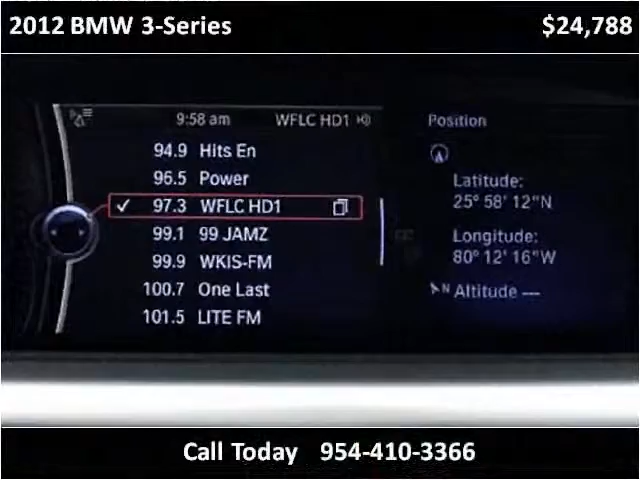 2012 BMW 3-Series $24,788
9:58 am WFLC HD1
Position
94.9 Hits En
96.5 Power
97.3 WFLC HD1
99.1 99 JAMZ
99.9 WKIS-FM
100.7 One Last
101.5 LITE FM
Latitude:
25° 58' 12"N
Longitude:
80° 12' 16"W
N Altitude ---
Call Today 954-410-3366